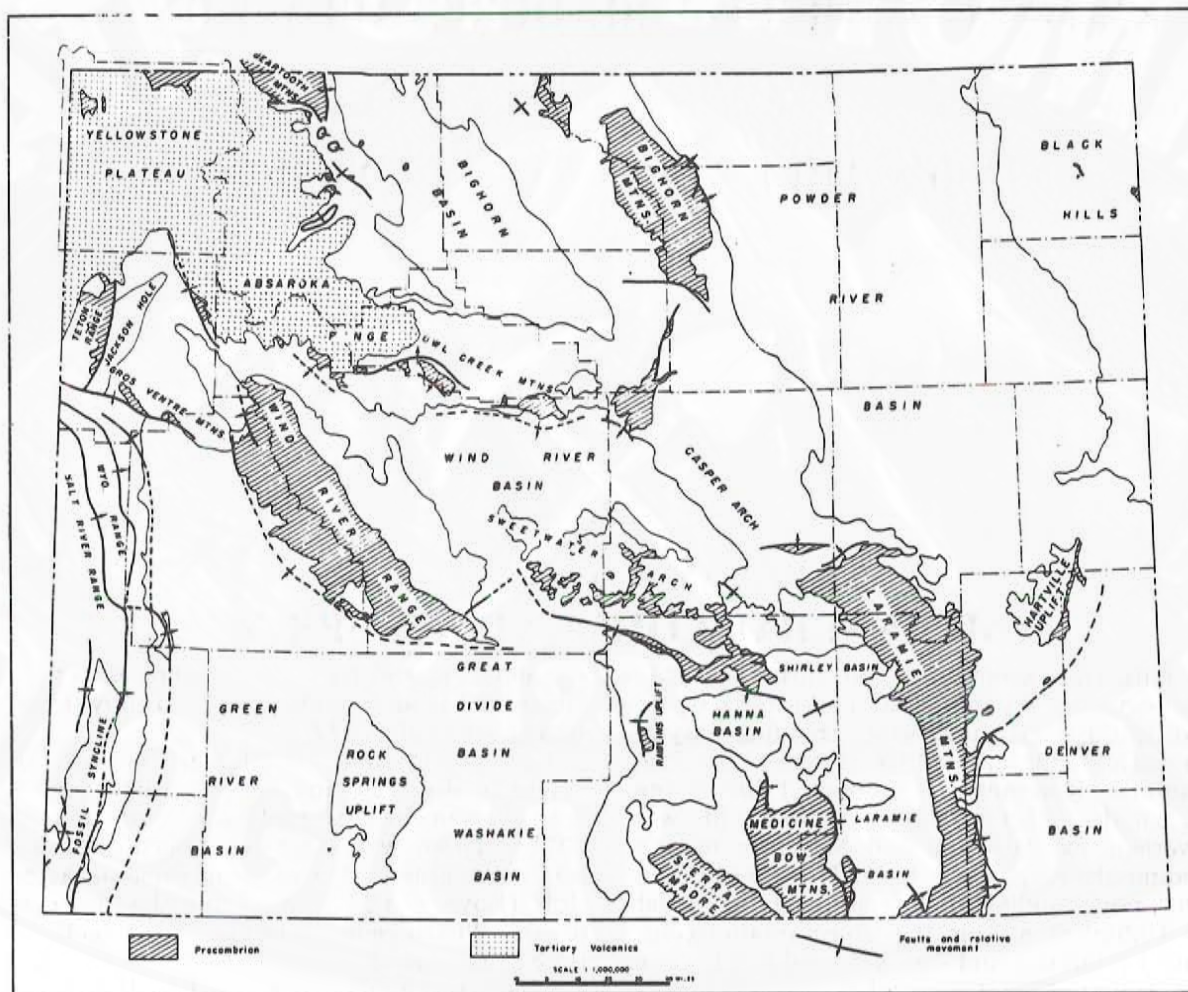 BEARTOOTH
MTNS.
YELLOWSTONE
PLATEAU
BIGHORN
BASIN
BIGHORN
MTNS.
POWDER
RIVER
BASIN
BLACK
HILLS
ABSAROKA
RANGE
TETON
RANGE
JACKSON HOLE
GROS VENTRE
MTNS
OWL CREEK MTNS
WIND
RIVER
RANGE
WIND RIVER
BASIN
CASPER ARCH
SWEETWATER
ARCH
WYO
RANGE
SALT RIVER RANGE
LARAMIE
MTNS.
HARTVILLE
UPLIFT
SHIRLEY BASIN
GREAT
DIVIDE
BASIN
GREEN
RIVER
BASIN
ROCK
SPRINGS
UPLIFT
RAWLINS UPLIFT
HANNA
BASIN
DENVER
BASIN
FOSSIL SYNCLINE
WASHAKIE
BASIN
MEDICINE
BOW
MTNS.
LARAMIE
BASIN
SIERRA
MADRE
Precambrian
Tertiary Volcanics
Faults and relative
movement
SCALE 1:1,000,000
MILES